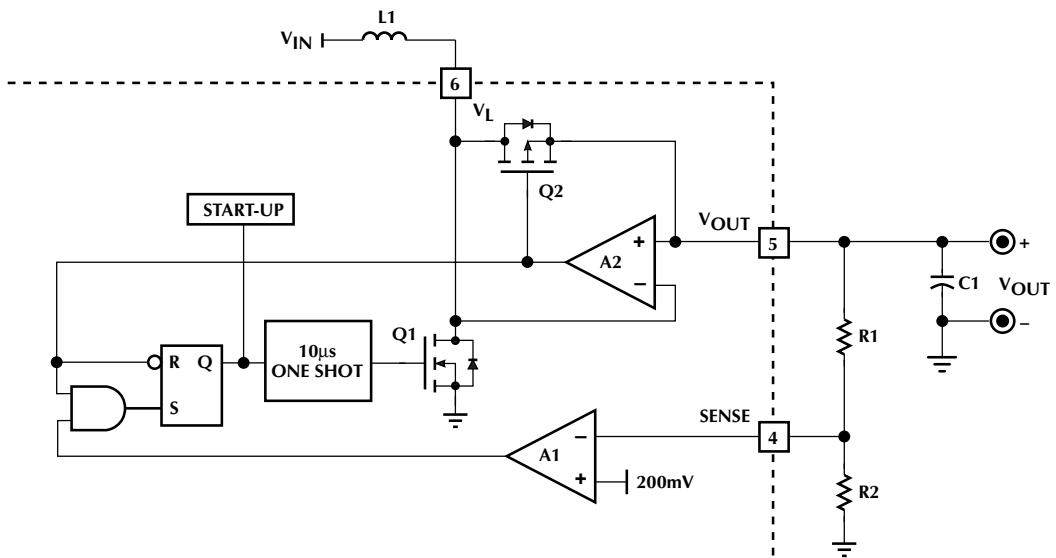 L1
VIN
6
VL
Q2
START-UP
VOUT
5
+
A2
−
+
C1
VOUT
−
Q1
R1
10µs
ONE SHOT
R Q
S
SENSE
4
−
A1
+
200mV
R2